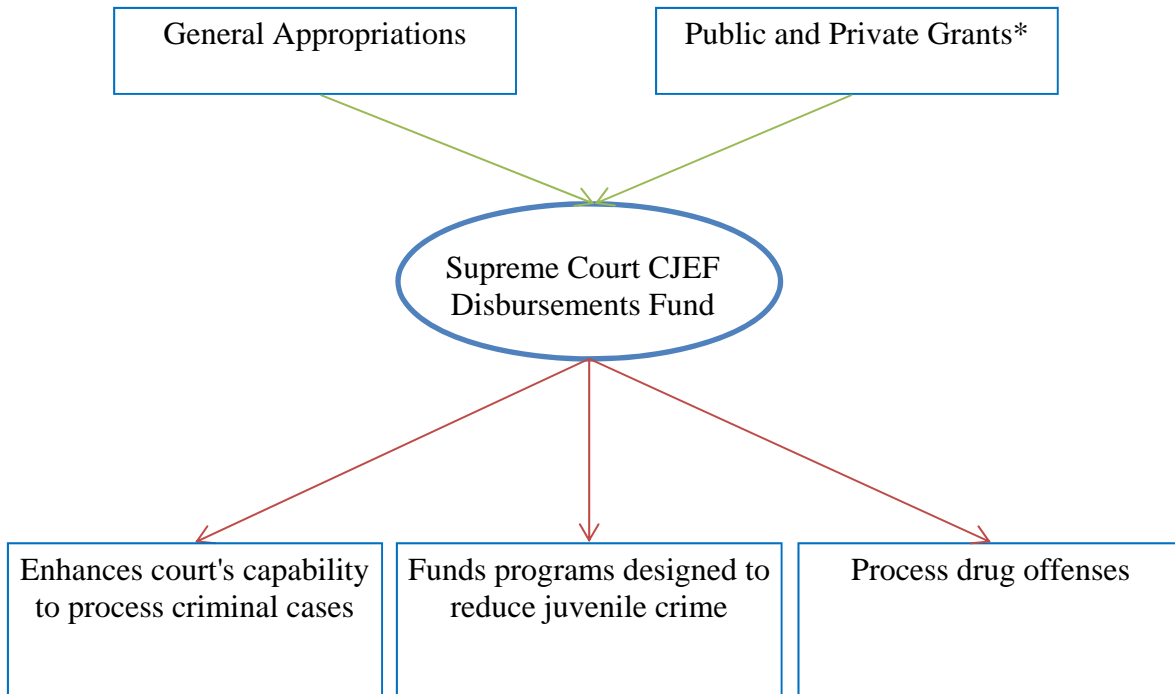 General Appropriations
Public and Private Grants*
Supreme Court CJEF
Disbursements Fund
Enhances court's capability
to process criminal cases
Funds programs designed to
reduce juvenile crime
Process drug offenses